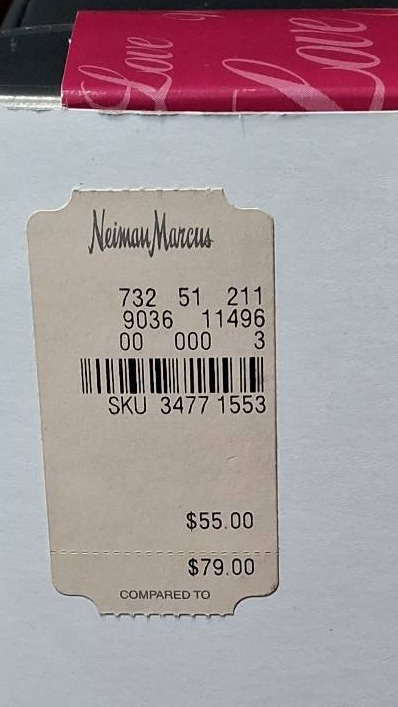 Love
Love
Neiman Marcus
732 51 211
9036 11496
00 000 3
SKU 3477 1553
$55.00
$79.00
COMPARED TO